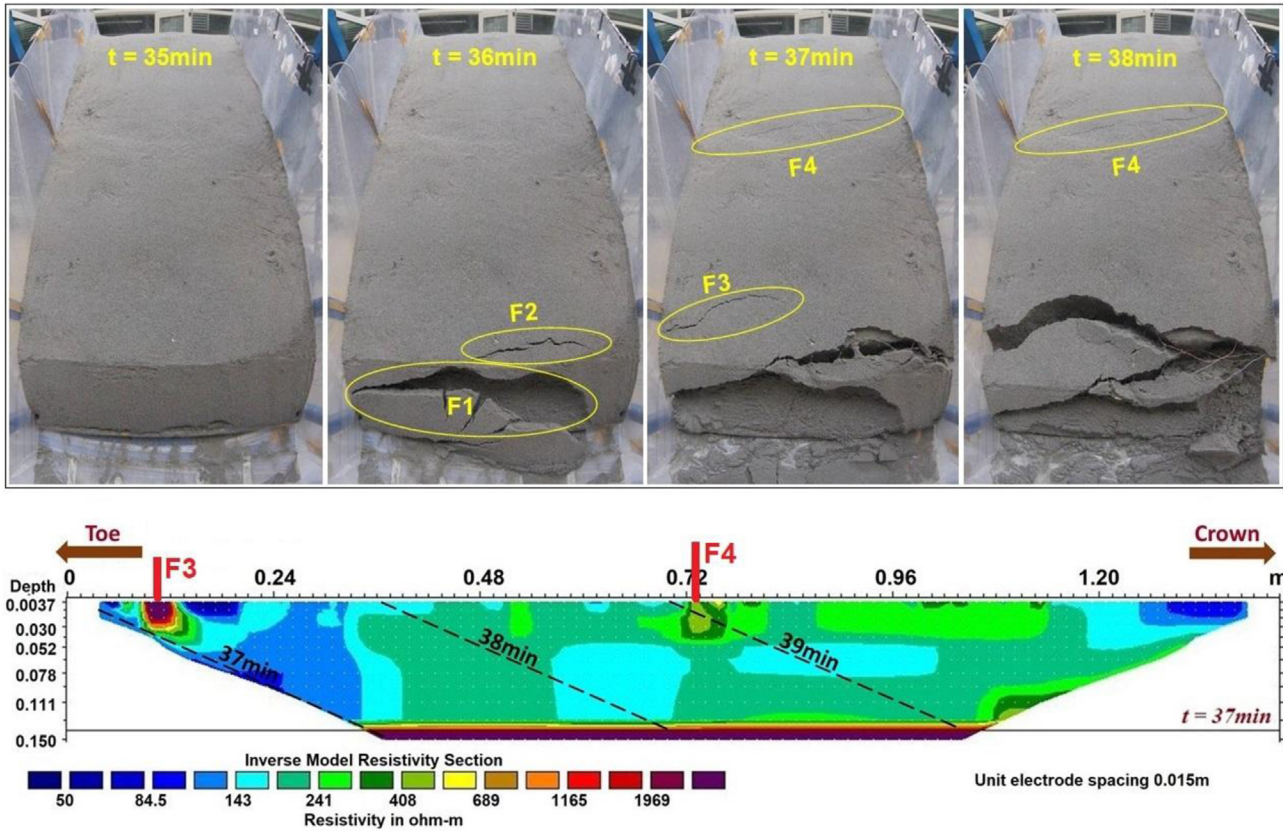 t = 35min
t = 36min
t = 37min
t = 38min
F4
F4
F3
F2
F1
Toe
F3
F4
Crown
Depth 0 0.24 0.48 0.72 0.96 1.20 m
0.0037
0.030
0.052
0.078
0.111
0.150
37min
38min
39min
t = 37min
Inverse Model Resistivity Section
50 84.5 143 241 408 689 1165 1969
Resistivity in ohm-m
Unit electrode spacing 0.015m